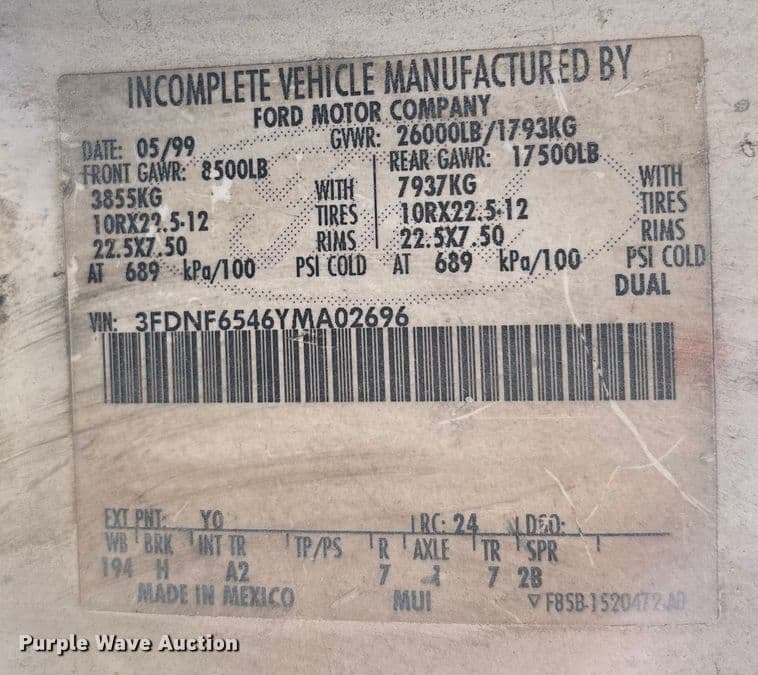 INCOMPLETE VEHICLE MANUFACTURED BY
FORD MOTOR COMPANY
DATE: 05/99 GVWR: 26000LB/1793KG
FRONT GAWR: 8500LB REAR GAWR: 17500LB
3855KG WITH 7937KG WITH
10RX22.5-12 TIRES 10RX22.5-12 TIRES
22.5X7.50 RIMS 22.5X7.50 RIMS
AT 689 kPa/100 PSI COLD AT 689 kPa/100 PSI COLD
DUAL
VIN: 3FDNF6546YMA02696
EXT PNT: YO RC: 24 DSO:
WB BRK INT TR TP/PS R AXLE TR SPR
194 H A2 7 7 2B
MADE IN MEXICO MUI F85B-1520472-AD
Purple Wave Auction